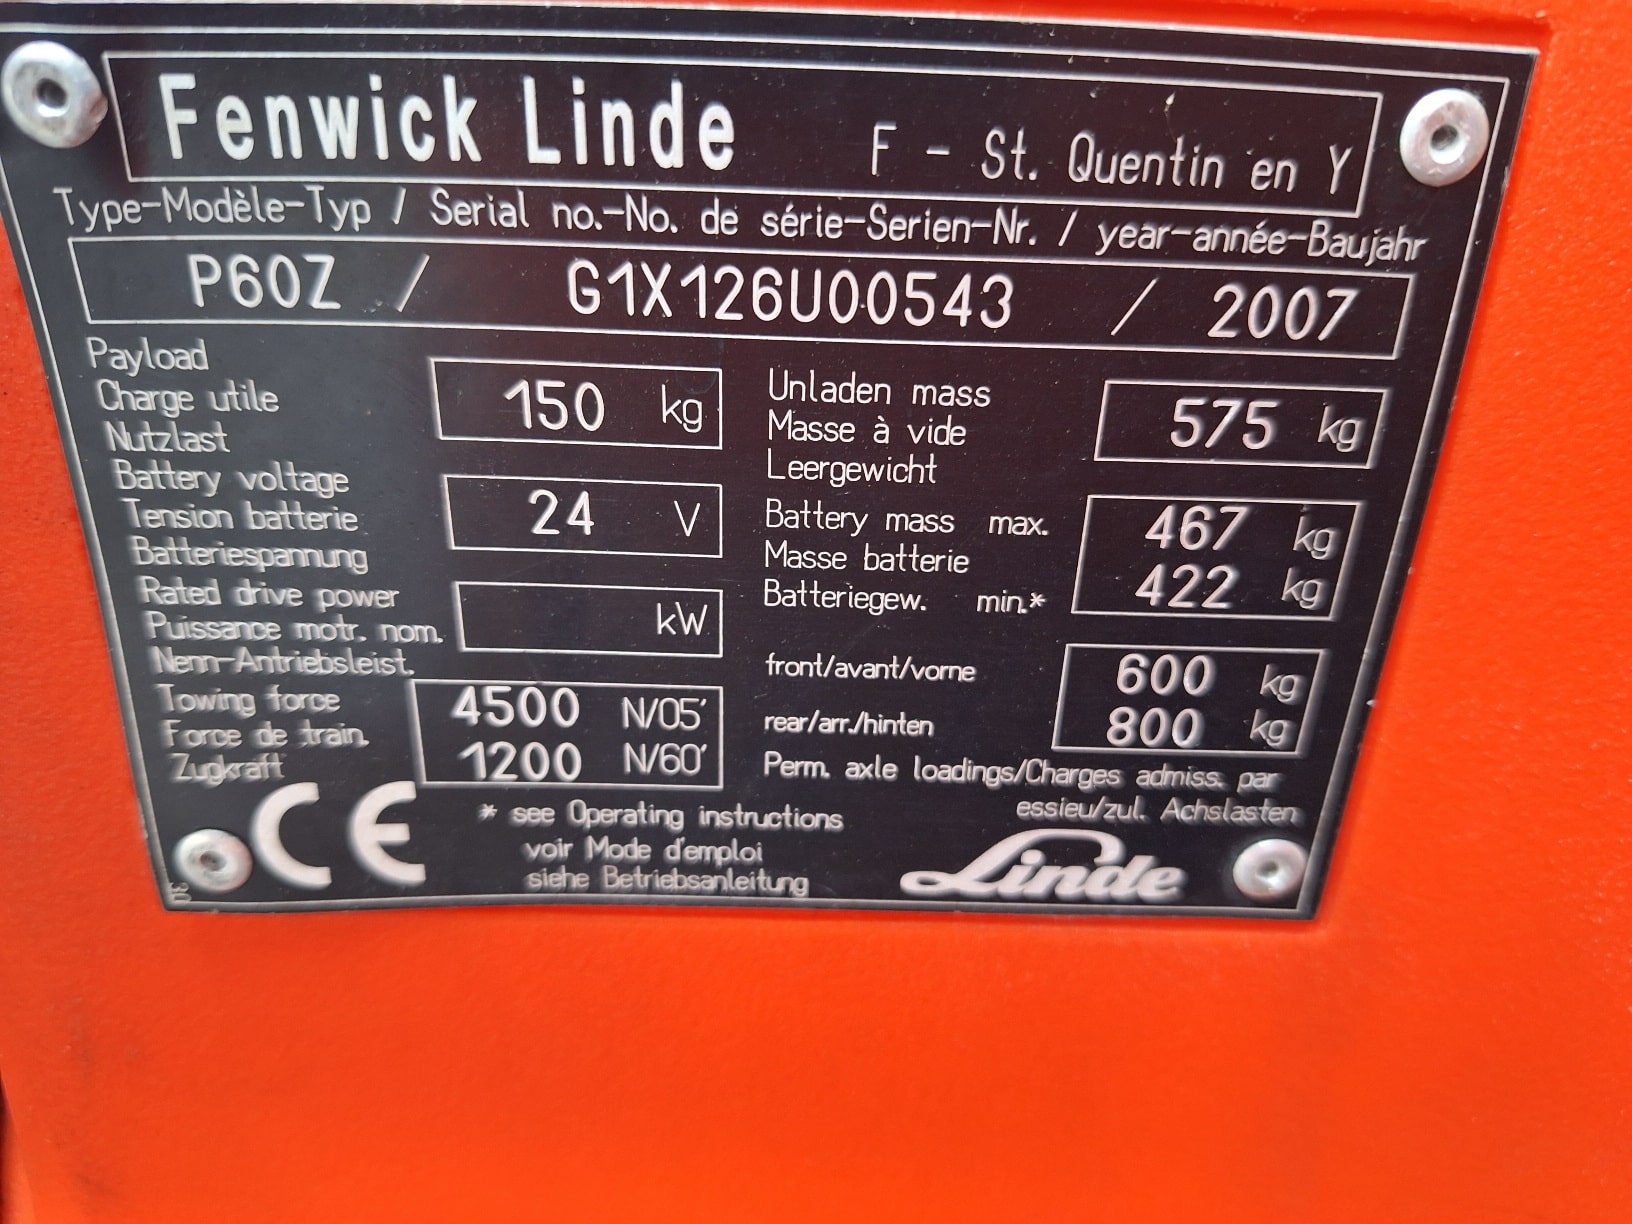 Fenwick Linde F - St. Quentin en Y
Type-Modèle-Typ / Serial no.-No. de série-Serien-Nr. / year-année-Baujahr
P60Z / G1X126U00543 / 2007
Payload
Charge utile
Nutzlast
150 kg
Unladen mass
Masse à vide
Leergewicht
575 kg
Battery voltage
Tension batterie
Batteriespannung
24 V
Battery mass max.
Masse batterie
Batteriegew. min.*
467 kg
422 kg
Rated drive power
Puissance motr. nom.
Nenn-Antriebsleist.
kW
front/avant/vorne
600 kg
rear/arr./hinten
800 kg
Towing force
Force de train.
Zugkraft
4500 N/05'
1200 N/60'
Perm. axle loadings/Charges admiss. par
essieu/zul. Achslasten
CE
* see Operating instructions
voir Mode d'emploi
siehe Betriebsanleitung
Linde